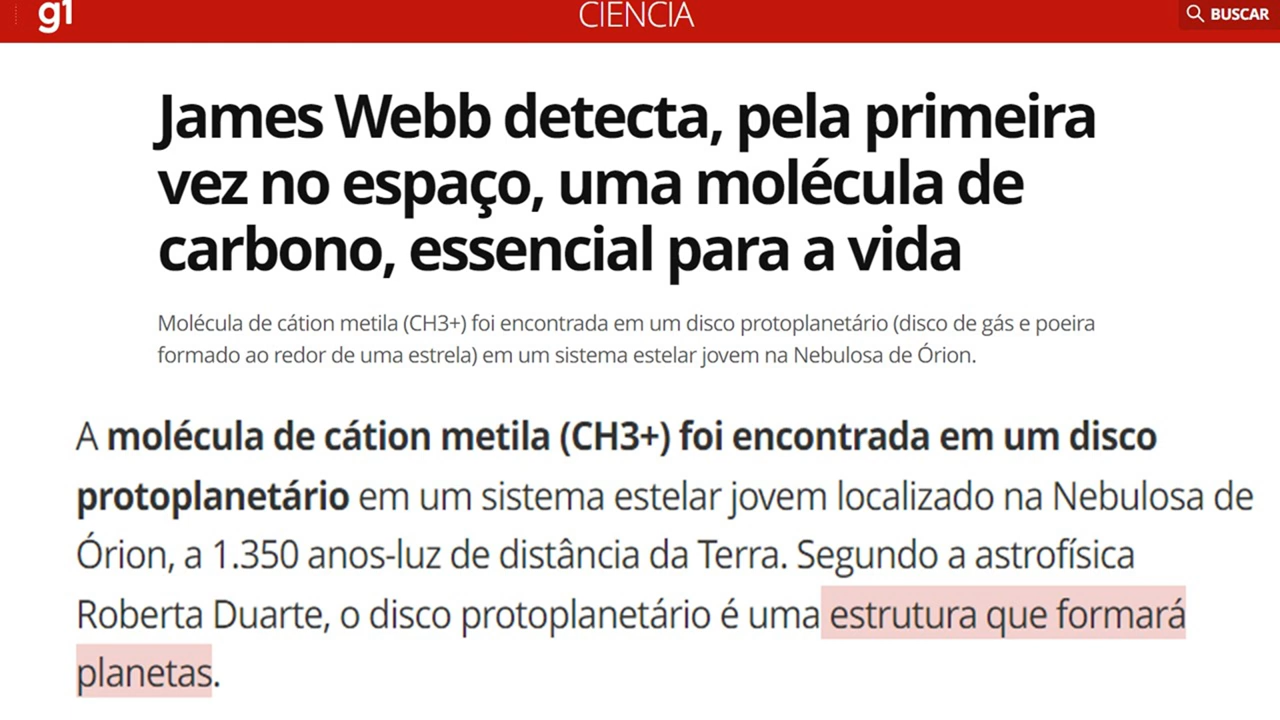 g1
CIÊNCIA
BUSCAR
James Webb detecta, pela primeira
vez no espaço, uma molécula de
carbono, essencial para a vida
Molécula de cátion metila (CH3+) foi encontrada em um disco protoplanetário (disco de gás e poeira
formado ao redor de uma estrela) em um sistema estelar jovem na Nebulosa de Órion.
A molécula de cátion metila (CH3+) foi encontrada em um disco
protoplanetário em um sistema estelar jovem localizado na Nebulosa de
Órion, a 1.350 anos-luz de distância da Terra. Segundo a astrofísica
Roberta Duarte, o disco protoplanetário é uma estrutura que formará
planetas.